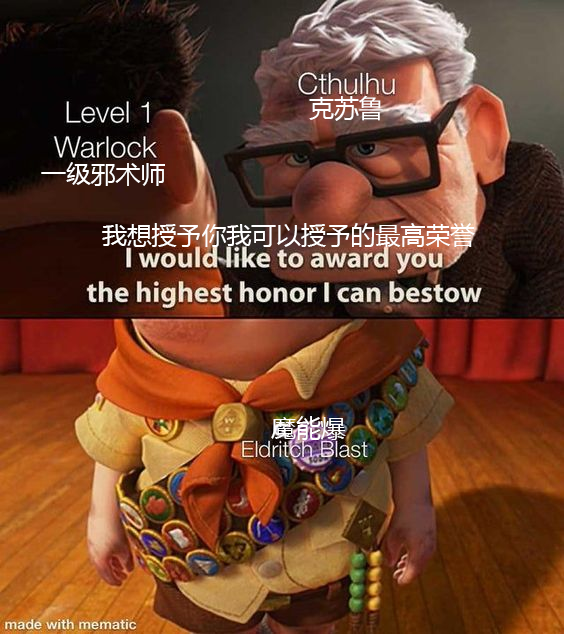 Cthulhu
克苏鲁
Level 1
Warlock
一级邪术师
我想授予你我可以授予的最高荣誉
I would like to award you
the highest honor I can bestow
魔能爆
Eldritch Blast
made with mematic